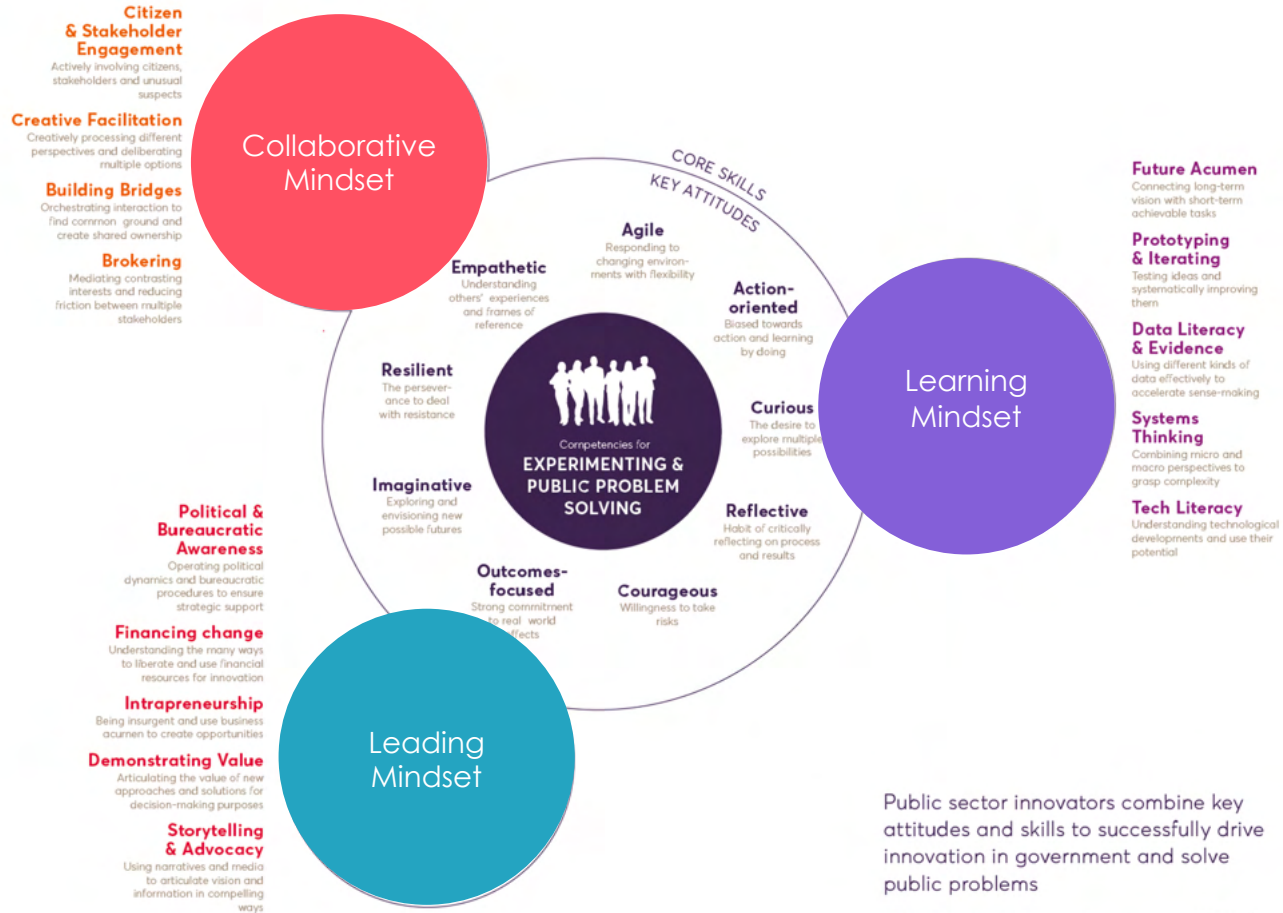 Citizen
& Stakeholder
Engagement
Actively involving citizens,
stakeholders and unusual
suspects
Creative Facilitation
Creatively processing different
perspectives and deliberating
multiple options
Building Bridges
Orchestrating interaction to
find common ground and
create shared ownership
Brokering
Mediating contrasting
interests and reducing
friction between multiple
stakeholders
Collaborative
Mindset
CORE SKILLS
KEY ATTITUDES
Agile
Responding to
changing environ-
ments with flexibility
Empathetic
Understanding
others' experiences
and frames of
reference
Action-
oriented
Biased towards
action and learning
by doing
Resilient
The persever-
ance to deal
with resistance
Curious
The desire to
explore multiple
possibilities
Imaginative
Exploring and
envisioning new
possible futures
Reflective
Habit of critically
reflecting on process
and results
Outcomes-
focused
Strong commitment
to real world
effects
Courageous
Willingness to take
risks
Competencies for
EXPERIMENTING &
PUBLIC PROBLEM
SOLVING
Learning
Mindset
Future Acumen
Connecting long-term
vision with short-term
achievable tasks
Prototyping
& Iterating
Testing ideas and
systematically improving
them
Data Literacy
& Evidence
Using different kinds of
data effectively to
accelerate sense-making
Systems
Thinking
Combining micro and
macro perspectives to
grasp complexity
Tech Literacy
Understanding technological
developments and use their
potential
Political &
Bureaucratic
Awareness
Operating political
dynamics and bureaucratic
procedures to ensure
strategic support
Financing change
Understanding the many ways
to liberate and use financial
resources for innovation
Intrapreneurship
Being insurgent and use business
acumen to create opportunities
Demonstrating Value
Articulating the value of new
approaches and solutions for
decision-making purposes
Storytelling
& Advocacy
Using narratives and media
to articulate vision and
information in compelling
ways
Leading
Mindset
Public sector innovators combine key
attitudes and skills to successfully drive
innovation in government and solve
public problems